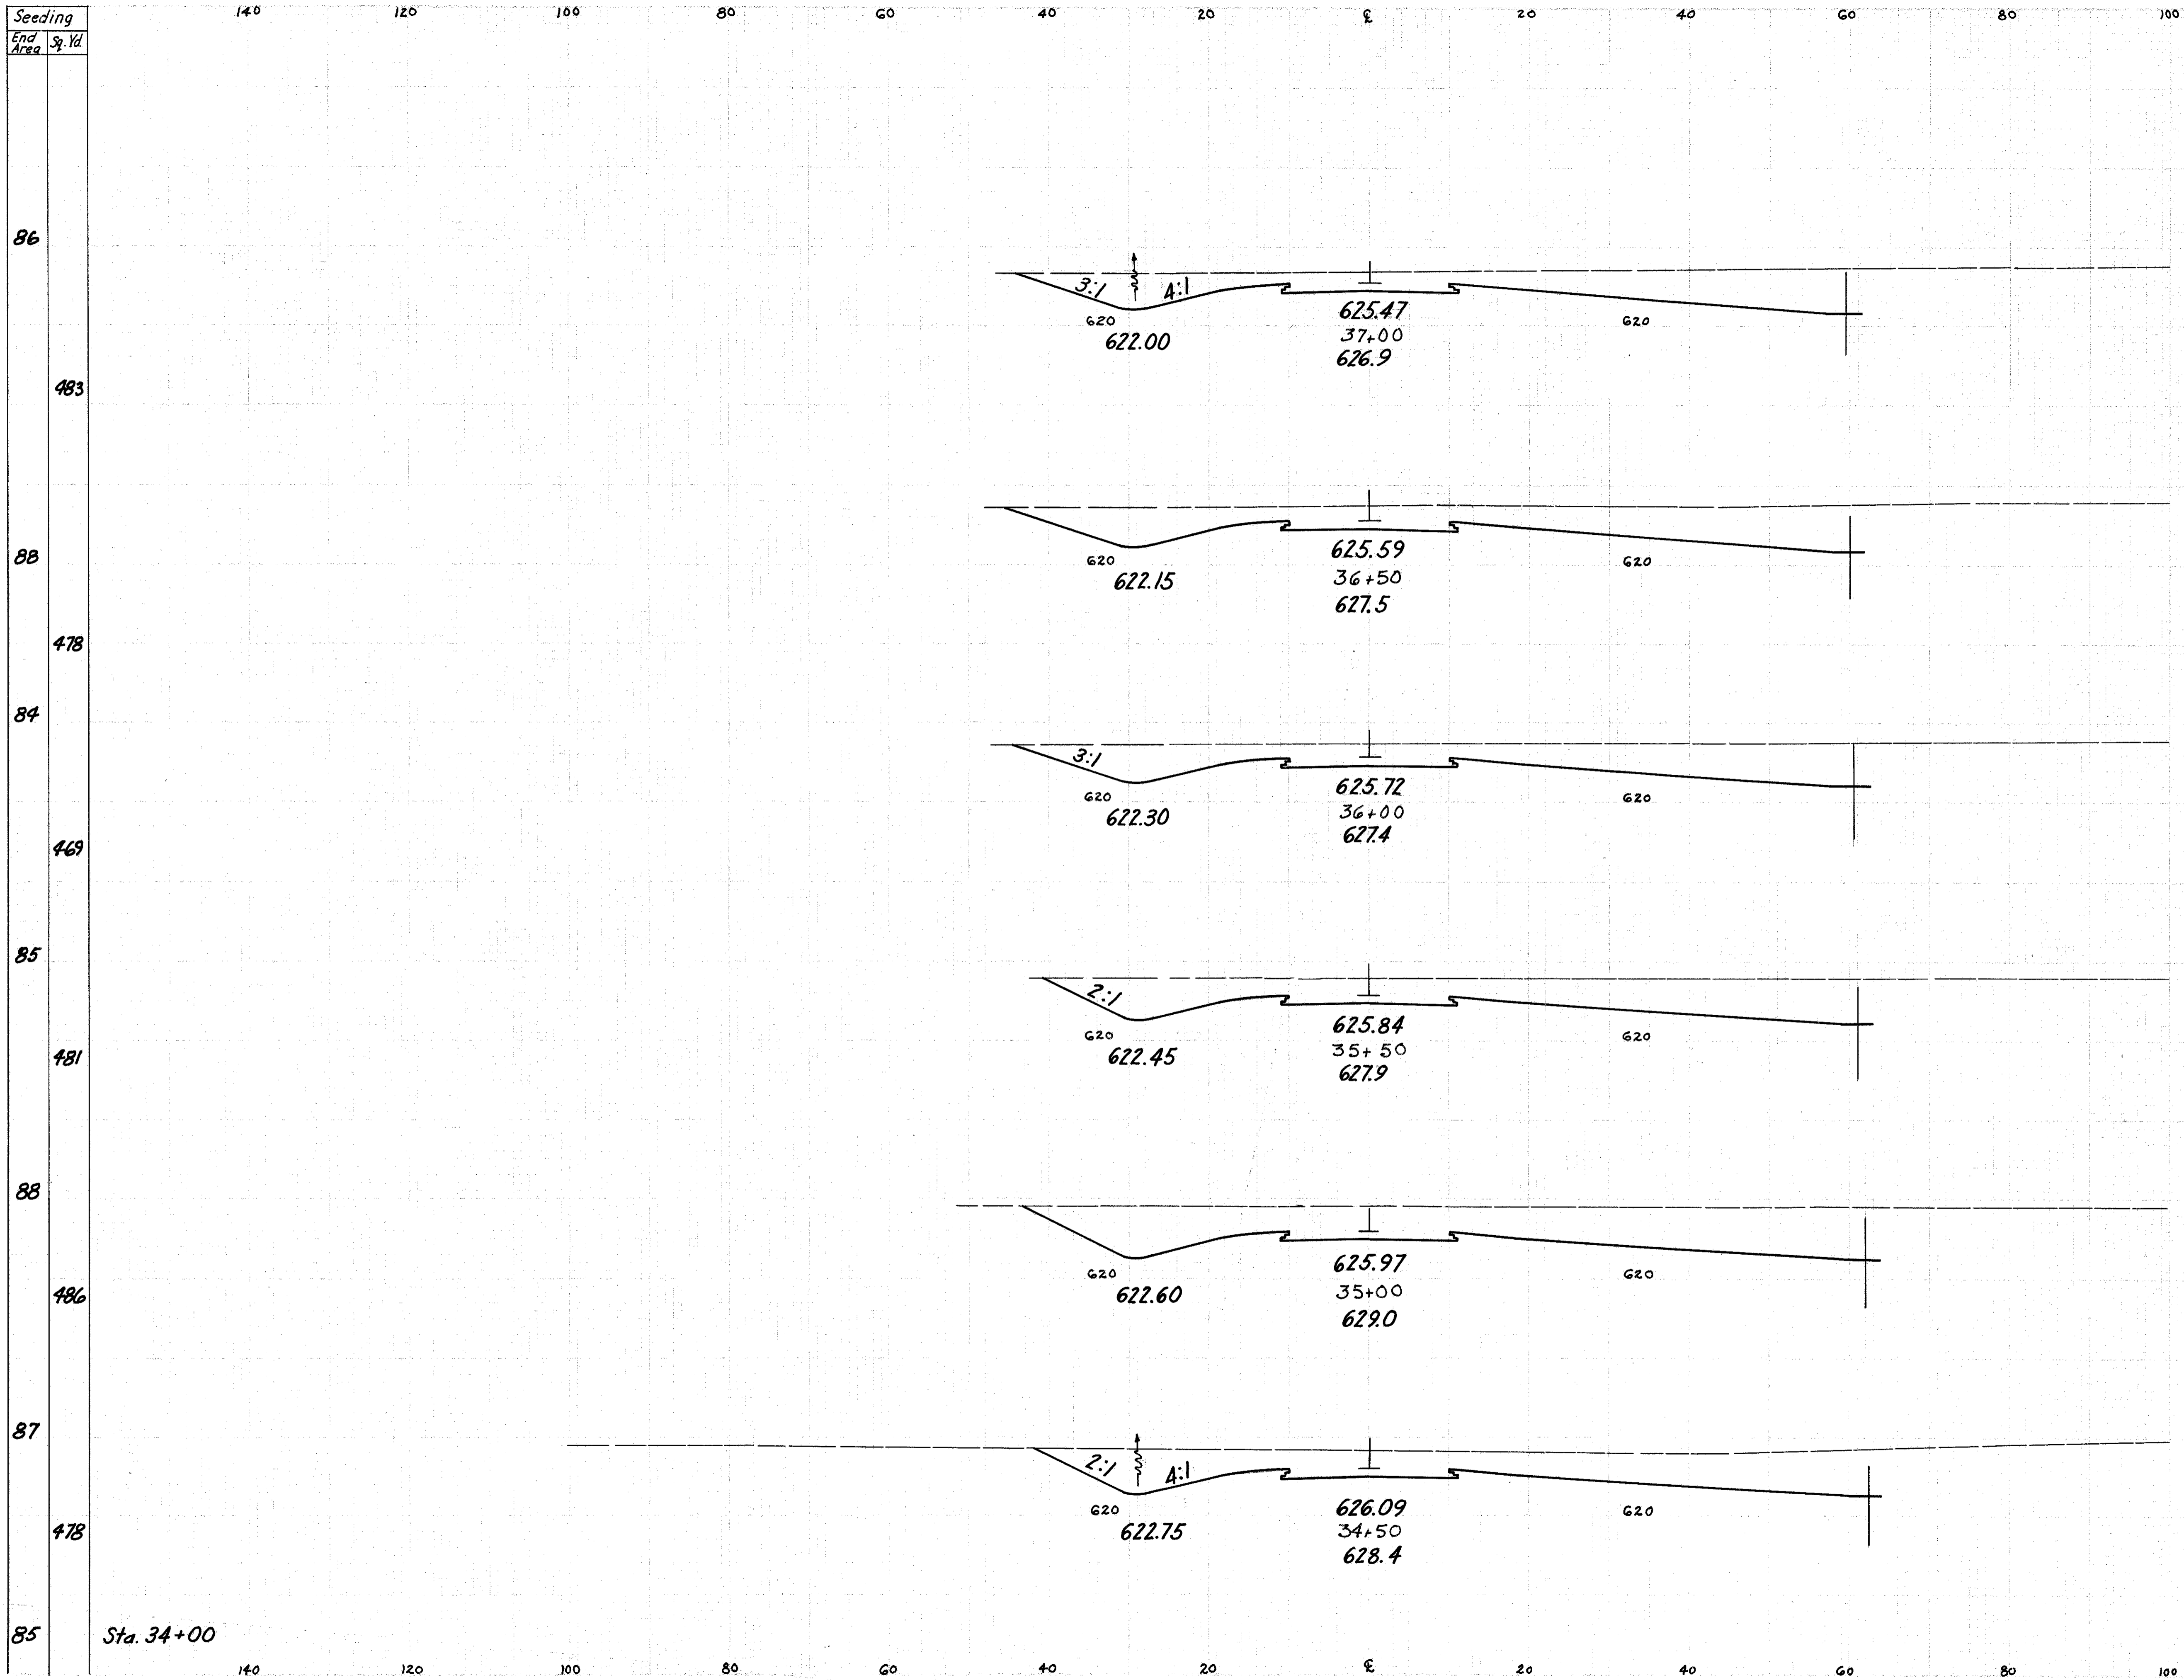 Seeding
End Area Sq. Yd.
140 120 100 80 60 40 20 ℄ 20 40 60 80 100
86
3:1 4:1
620 625.47 620
622.00 37+00
626.9
483
88
620 625.59 620
622.15 36+50
627.5
478
84
3:1
620 625.72 620
622.30 36+00
627.4
469
85
2:1
620 625.84 620
622.45 35+50
627.9
481
88
620 625.97 620
622.60 35+00
629.0
486
87
2:1 4:1
620 626.09 620
622.75 34+50
628.4
478
85 Sta. 34+00
140 120 100 80 60 40 20 ℄ 20 40 60 80 100